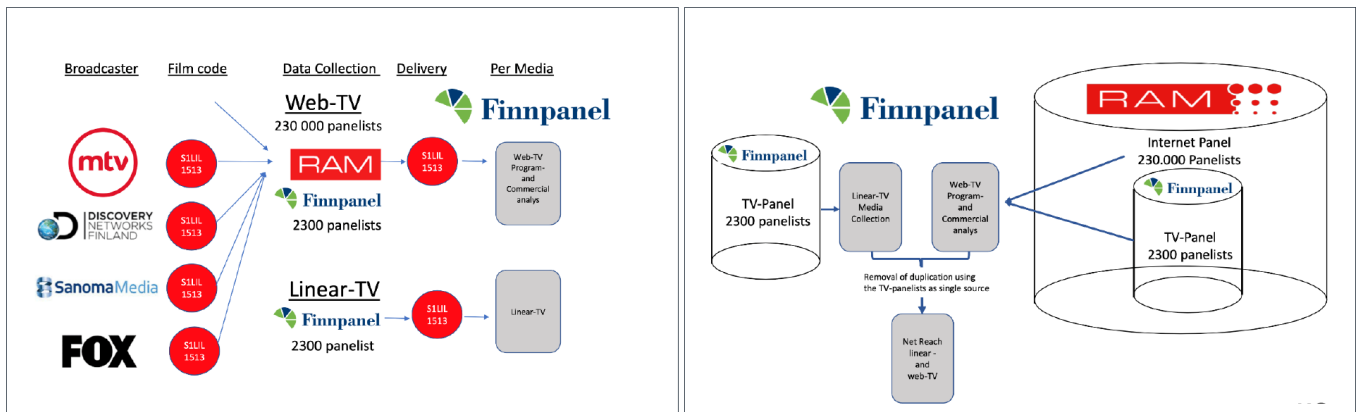 Broadcaster Film code Data Collection Delivery Per Media
Web-TV
230 000 panelists
Finnpanel
mtv
S1LIL
1513
RAM
S1LIL
1513
Web-TV
Program-
and
Commercial
analys
Finnpanel
2300 panelists
DISCOVERY
NETWORKS
FINLAND
S1LIL
1513
SanomaMedia
S1LIL
1513
Linear-TV
Finnpanel
2300 panelist
S1LIL
1513
Linear-TV
FOX
S1LIL
1513
Finnpanel
RAM
Internet Panel
230.000 Panelists
Finnpanel
TV-Panel
2300 panelists
Linear-TV
Media
Collection
Web-TV
Program-
and
Commercial
analys
Finnpanel
TV-Panel
2300 panelists
Removal of duplication using
the TV-panelists as single source
Net Reach
linear -
and
web-TV